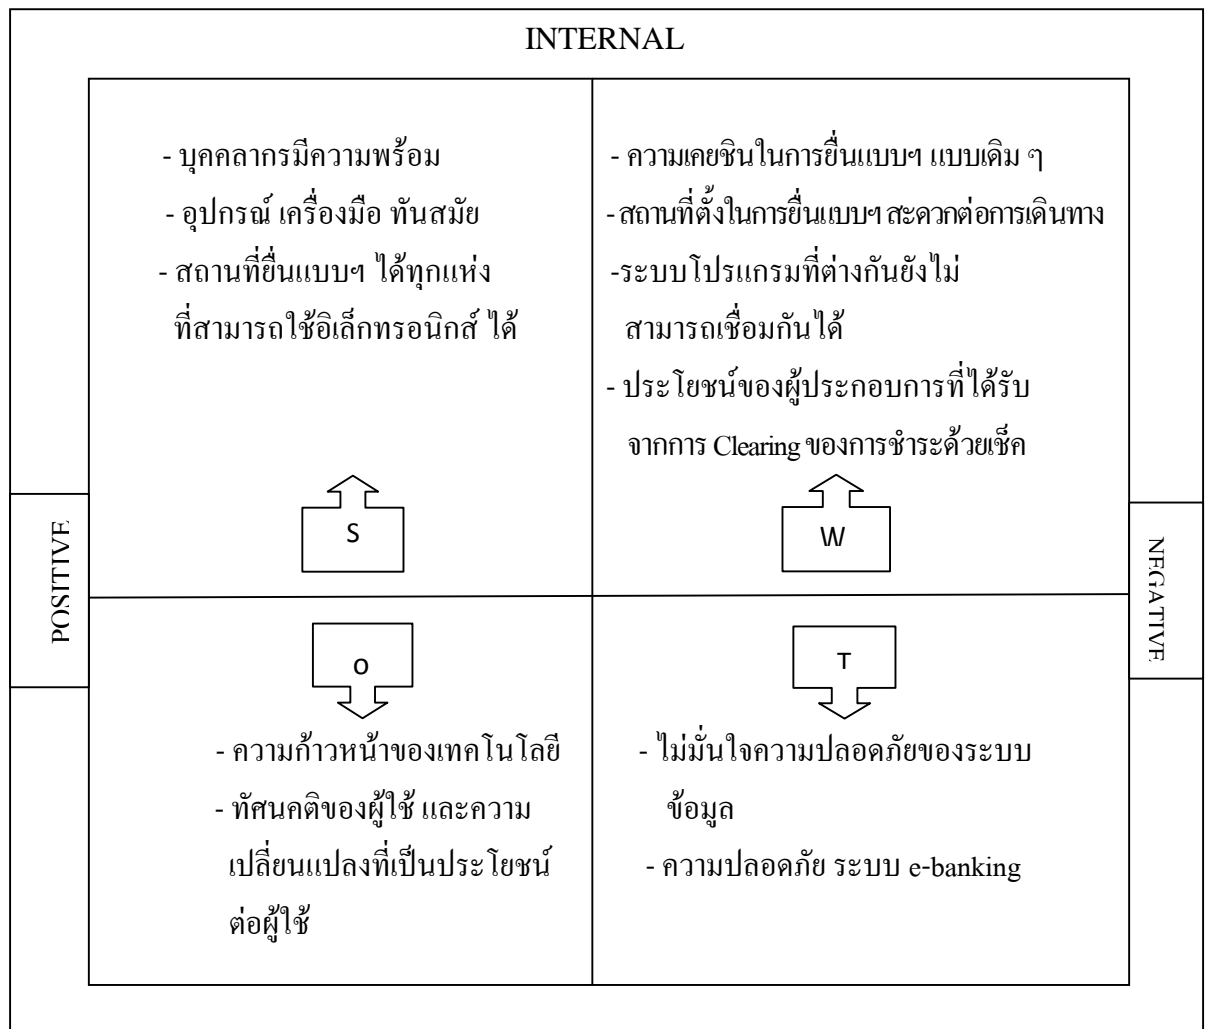 INTERNAL
- บุคคลากรมีความพร้อม
- อุปกรณ์ เครื่องมือ ทันสมัย
- สถานที่ยื่นแบบฯ ได้ทุกแห่ง
ที่สามารถใช้อิเล็กทรอนิกส์ ได้
S
- ความเคยชินในการยื่นแบบฯ แบบเดิม ๆ
- สถานที่ตั้งในการยื่นแบบฯ สะดวกต่อการเดินทาง
-ระบบโปรแกรมที่ต่างกันยังไม่
สามารถเชื่อมกันได้
- ประโยชน์ของผู้ประกอบการที่ได้รับ
จากการ Clearing ของการชำระด้วยเช็ค
W
POSITIVE
NEGATIVE
O
- ความก้าวหน้าของเทคโนโลยี
- ทัศนคติของผู้ใช้ และความ
เปลี่ยนแปลงที่เป็นประโยชน์
ต่อผู้ใช้
T
- ไม่มั่นใจความปลอดภัยของระบบ
ข้อมูล
- ความปลอดภัย ระบบ e-banking